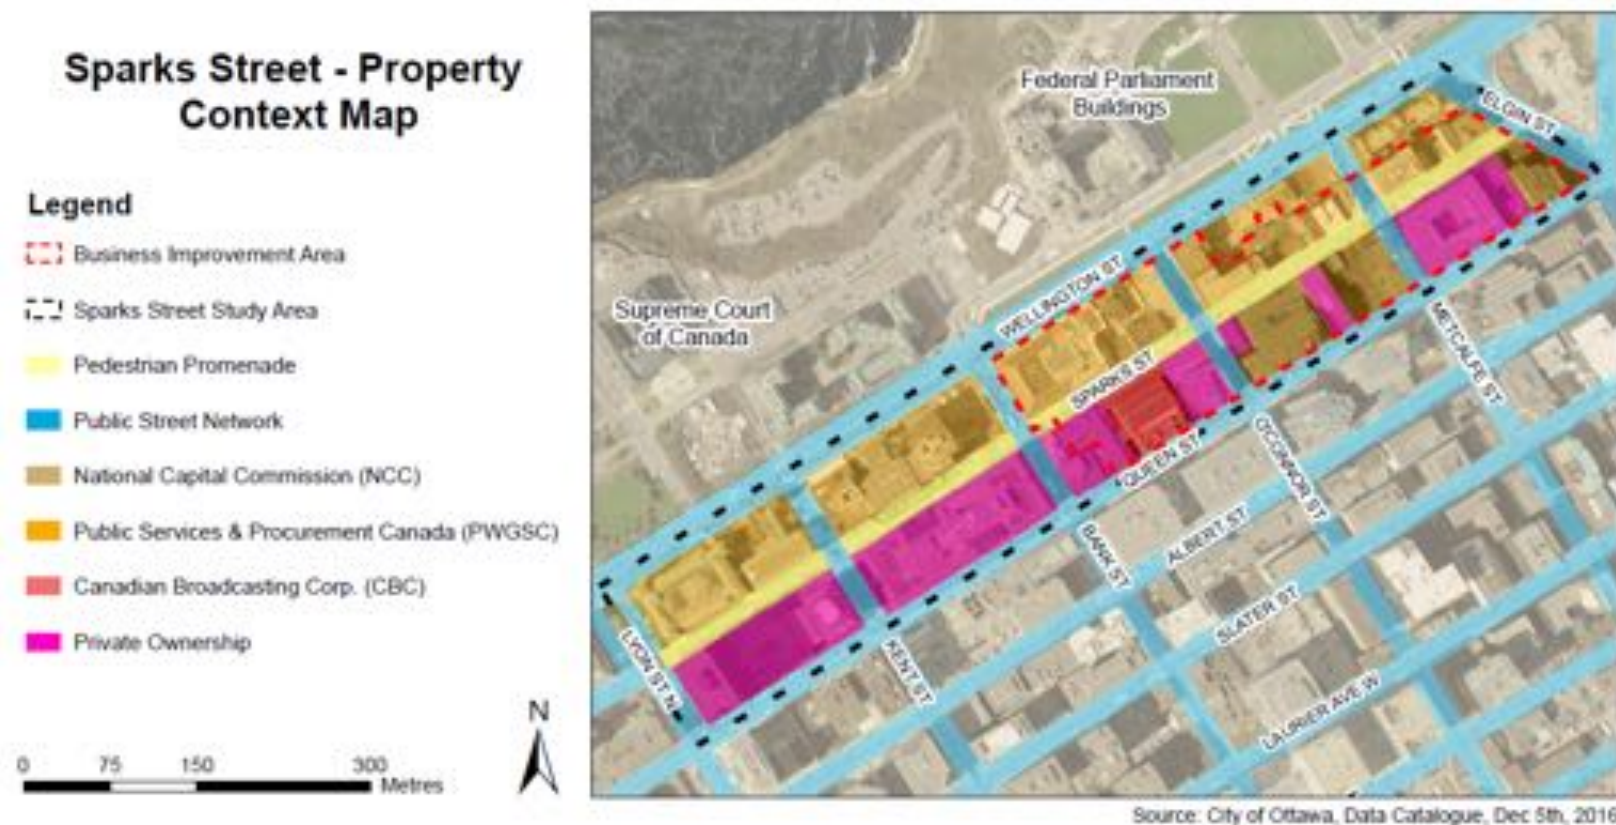 Sparks Street - Property
Context Map
Legend
Business Improvement Area
Sparks Street Study Area
Pedestrian Promenade
Public Street Network
National Capital Commission (NCC)
Public Services & Procurement Canada (PWGSC)
Canadian Broadcasting Corp. (CBC)
Private Ownership
N
0 75 150 300
Metres
Federal Parliament
Buildings
ELGIN ST
Supreme Court
of Canada
WELLINGTON ST
SPARKS ST
METCALFE ST
QUEEN ST
O'CONNOR ST
BANK ST
ALBERT ST
SLATER ST
LYON ST N
KENT ST
LAURIER AVE W
Source: City of Ottawa, Data Catalogue, Dec 5th, 2016